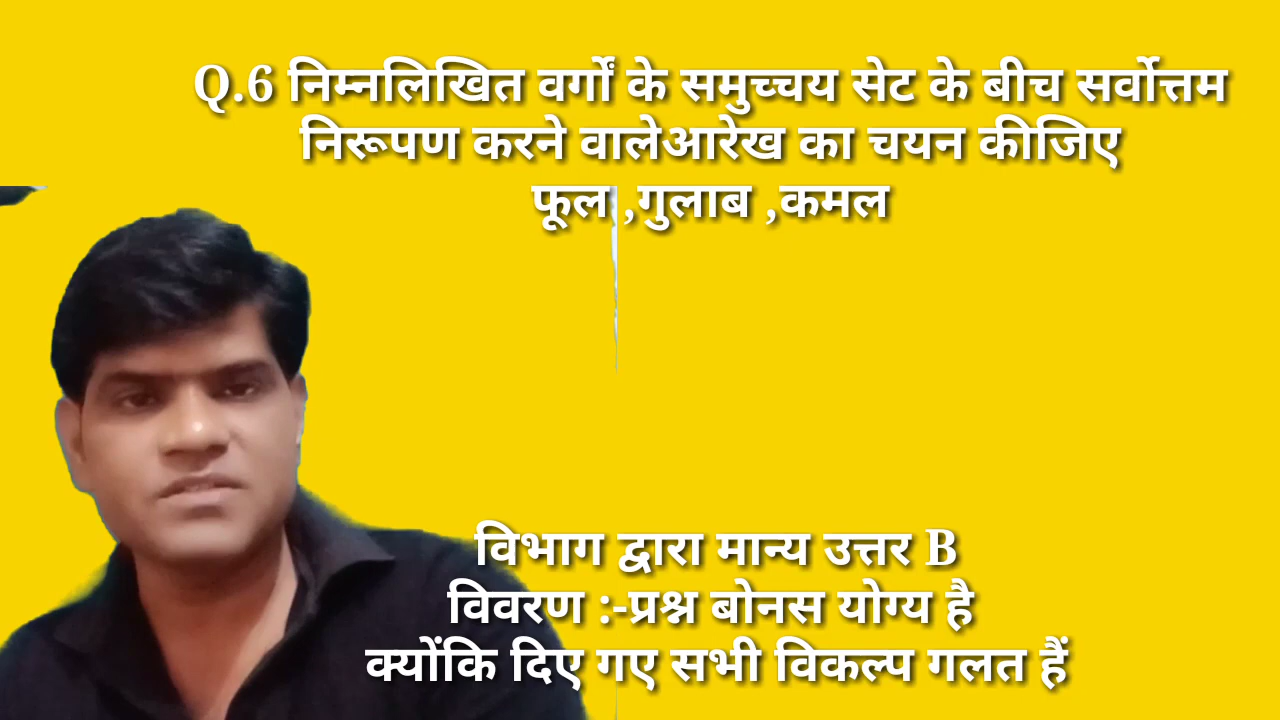 Q.6 निम्नलिखित वर्गों के समुच्चय सेट के बीच सर्वोत्तम
निरूपण करने वालेआरेख का चयन कीजिए
फूल ,गुलाब ,कमल
विभाग द्वारा मान्य उत्तर B
विवरण :-प्रश्न बोनस योग्य है
क्योंकि दिए गए सभी विकल्प गलत हैं